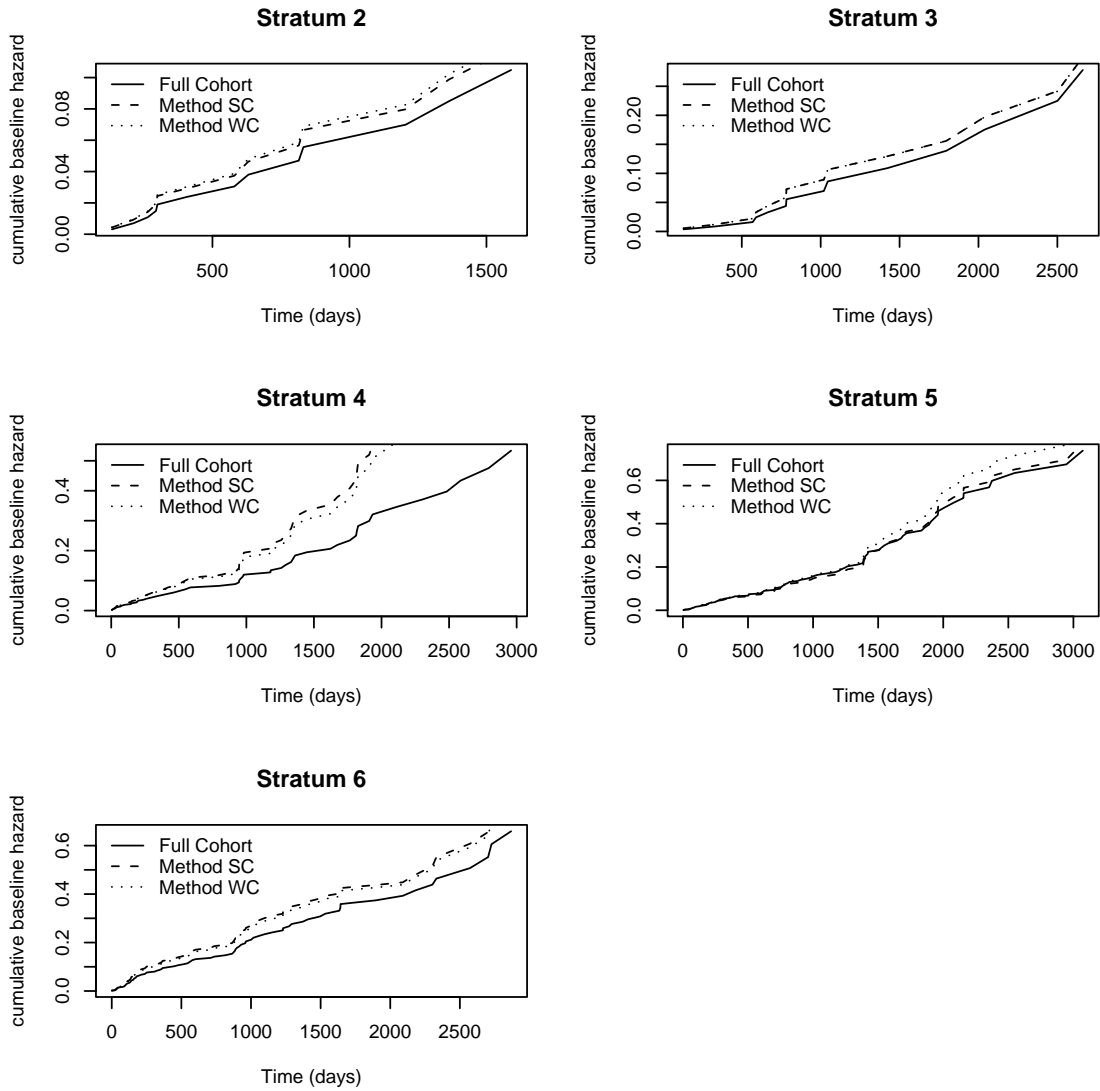 Stratum 2
cumulative baseline hazard
0.00 0.04 0.08
Full Cohort
Method SC
Method WC
500 1000 1500
Time (days)
Stratum 3
cumulative baseline hazard
0.00 0.10 0.20
Full Cohort
Method SC
Method WC
500 1000 1500 2000 2500
Time (days)
Stratum 4
cumulative baseline hazard
0.0 0.2 0.4
Full Cohort
Method SC
Method WC
0 500 1000 1500 2000 2500 3000
Time (days)
Stratum 5
cumulative baseline hazard
0.0 0.2 0.4 0.6
Full Cohort
Method SC
Method WC
0 500 1000 1500 2000 2500 3000
Time (days)
Stratum 6
cumulative baseline hazard
0.0 0.2 0.4 0.6
Full Cohort
Method SC
Method WC
0 500 1000 1500 2000 2500
Time (days)